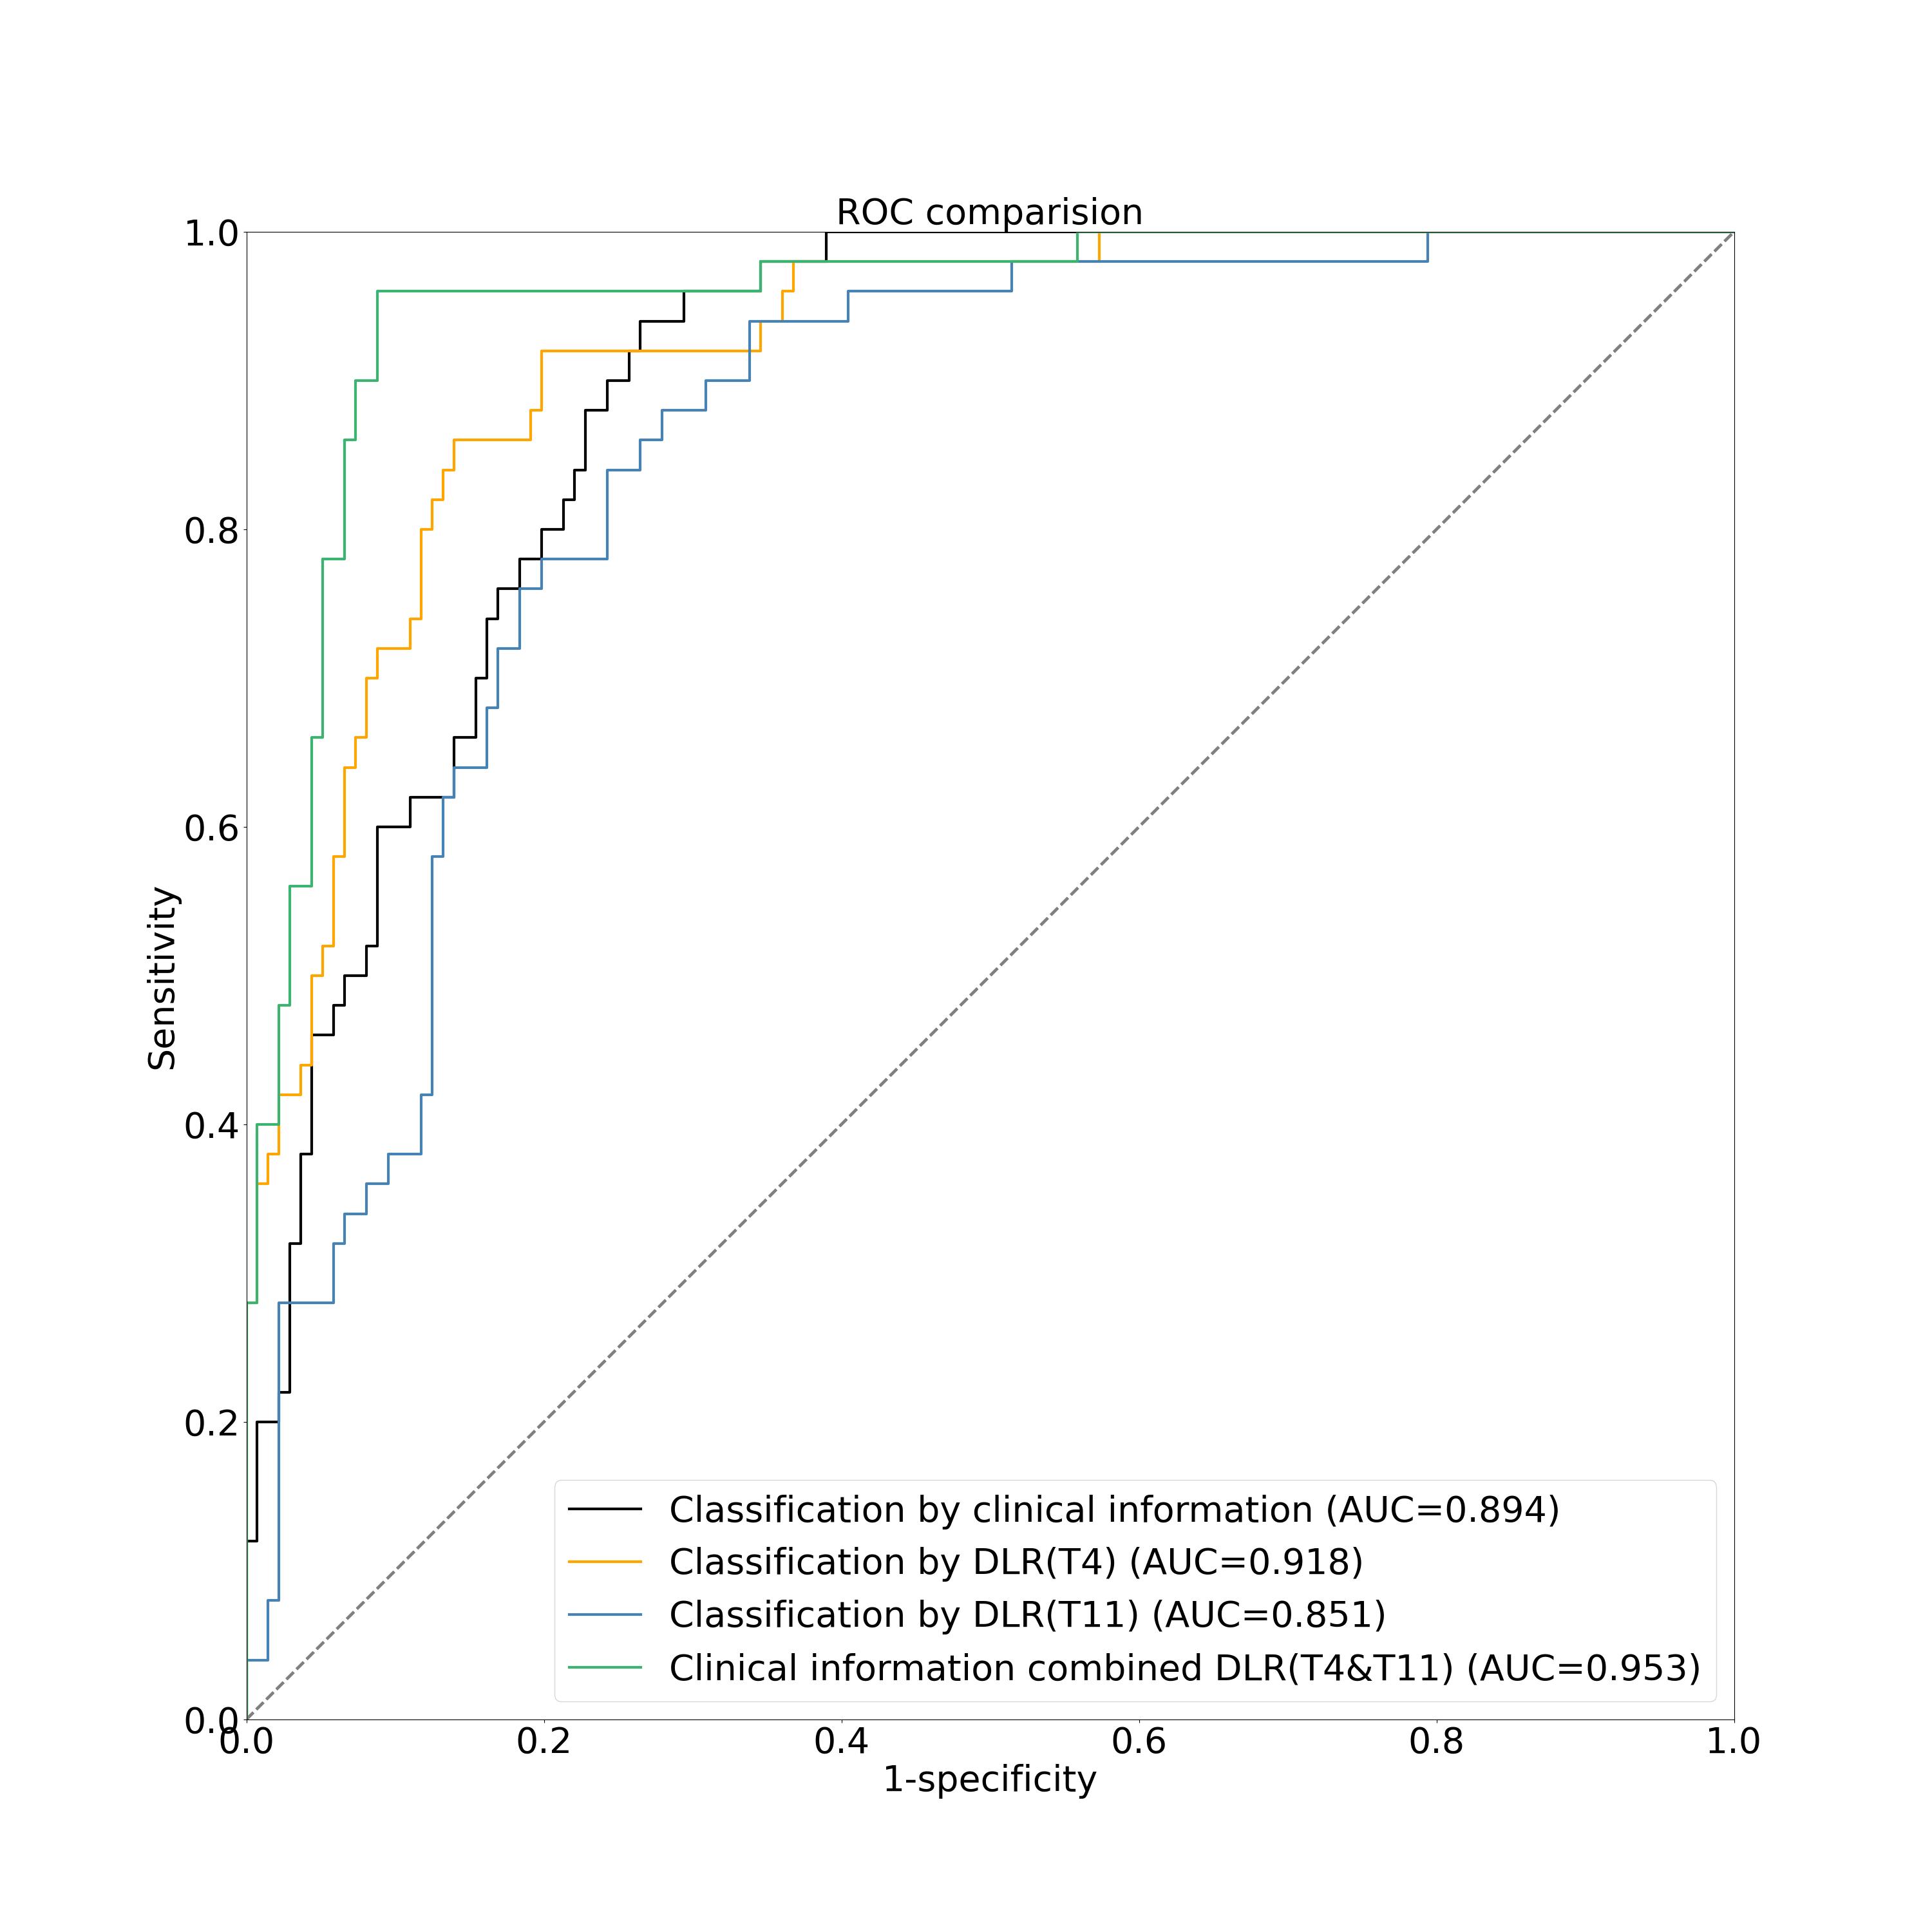 ROC comparision
1.0
0.8
0.6
0.4
0.2
0.0
Sensitivity
Classification by clinical information (AUC=0.894)
Classification by DLR(T4) (AUC=0.918)
Classification by DLR(T11) (AUC=0.851)
Clinical information combined DLR(T4&T11) (AUC=0.953)
0.0 0.2 0.4 0.6 0.8 1.0
1-specificity